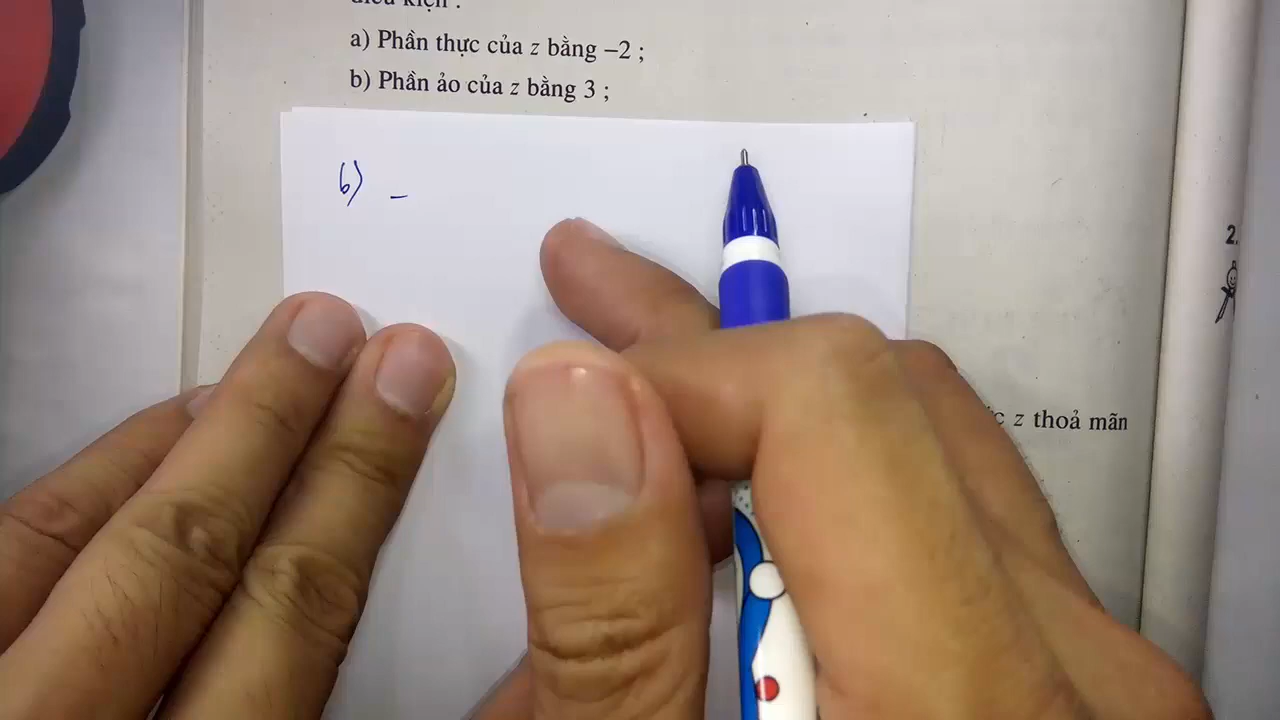 a) Phần thực của z bằng −2 ;
b) Phần ảo của z bằng 3 ;
b) –
2.
z thoả mãn